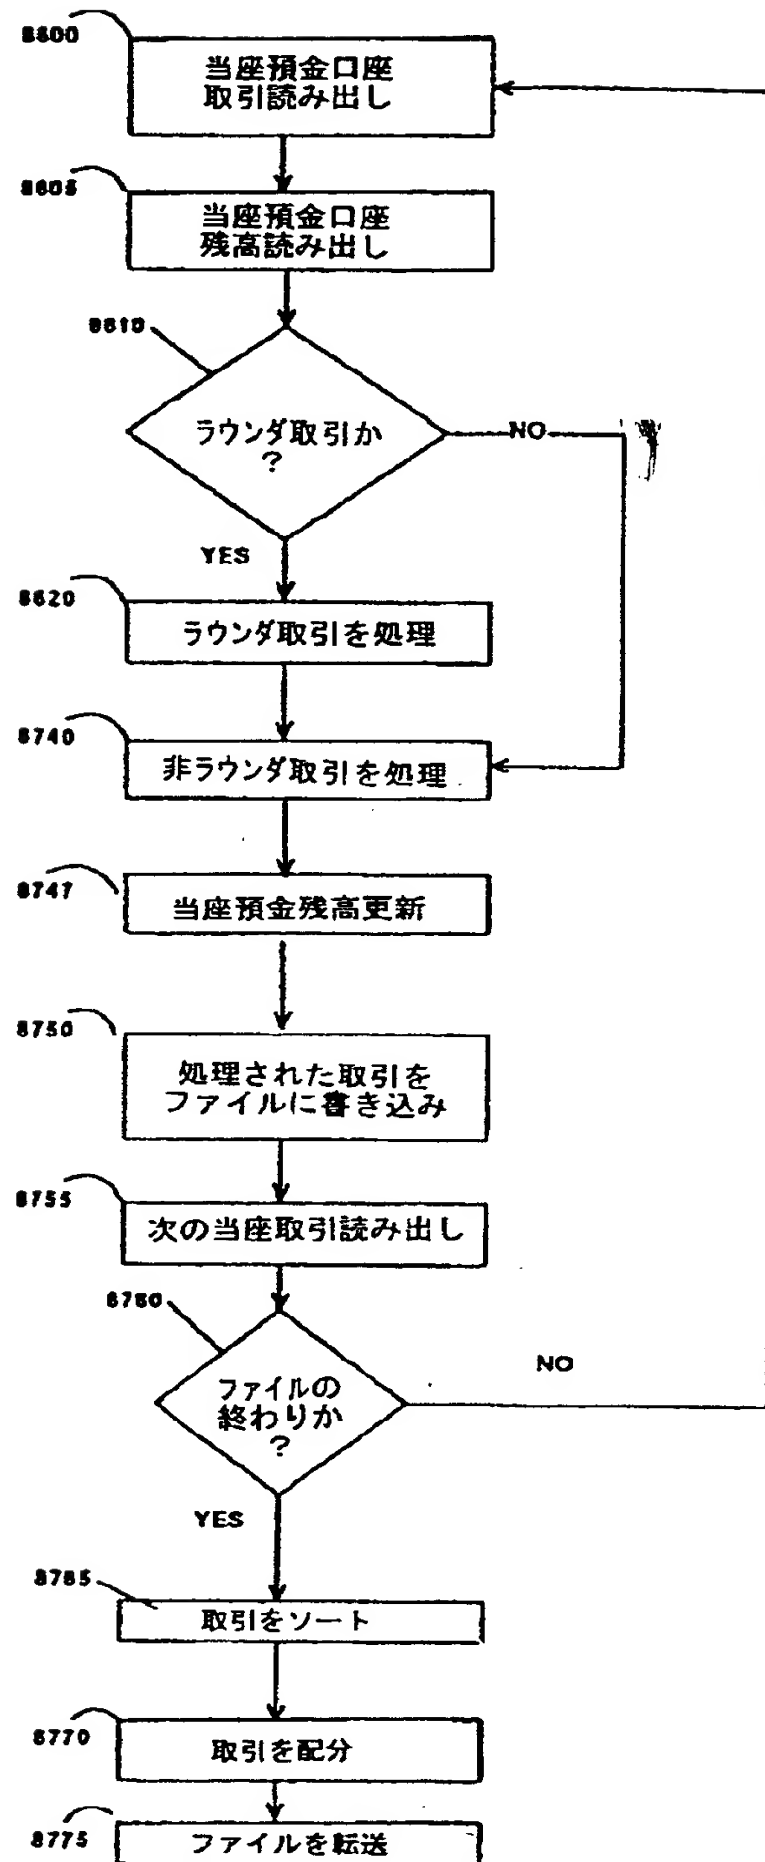 8600
当座預金口座
取引読み出し
8605
当座預金口座
残高読み出し
8610
ラウンダ取引か
?
NO
YES
8620
ラウンダ取引を処理
8740
非ラウンダ取引を処理
8747
当座預金残高更新
8750
処理された取引を
ファイルに書き込み
8755
次の当座取引読み出し
8760
ファイルの
終わりか
?
NO
YES
8765
取引をソート
8770
取引を配分
8775
ファイルを転送